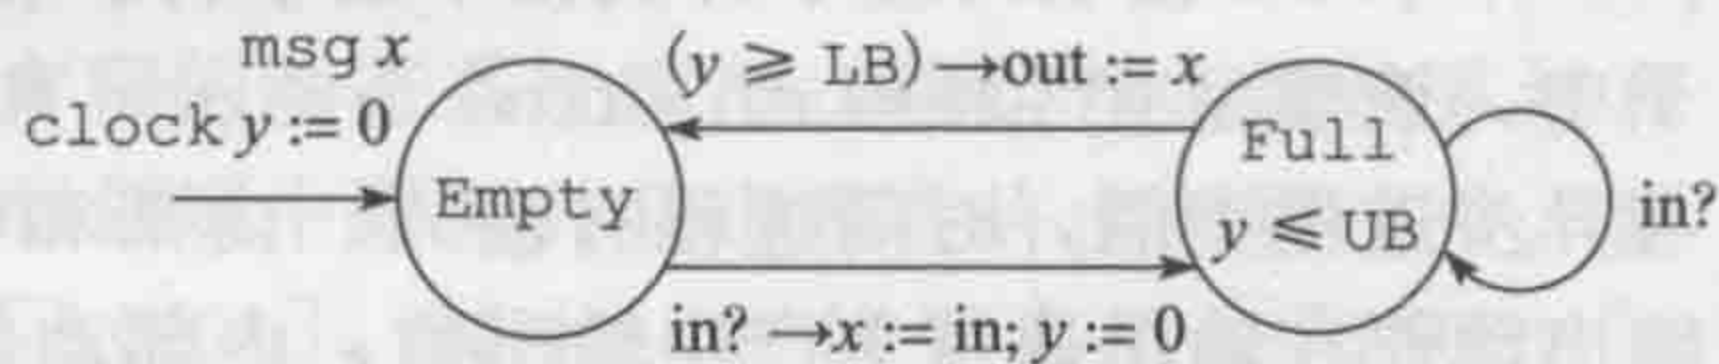 msg x
clock y := 0
(y ⩾ LB)→out := x
Empty
Full
y ⩽ UB
in?
in? →x := in; y := 0